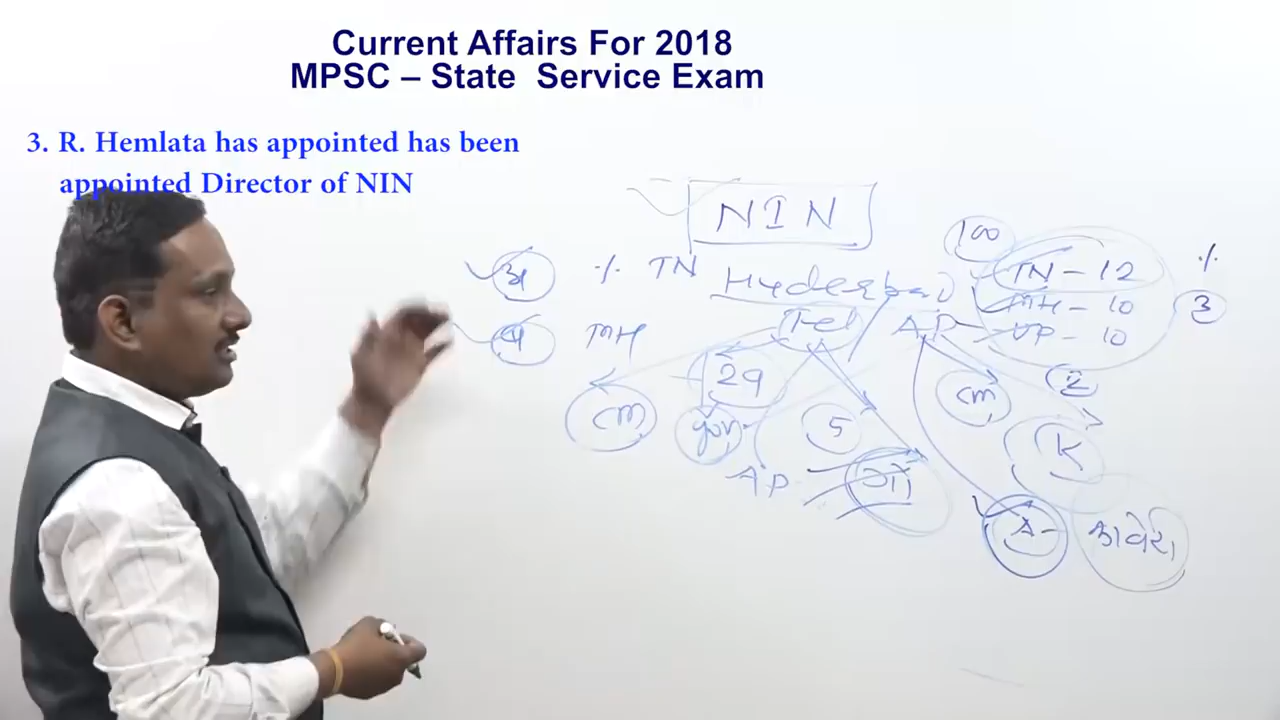 Current Affairs For 2018
MPSC – State Service Exam
3. R. Hemlata has appointed has been
appointed Director of NIN
NIN
100
अ % TN Hyderbad TN - 12 %
MH - 10 3
ब MH Tel AP UP - 10
29 cm 2
cm gov 5 K
AP
A - कावेरी